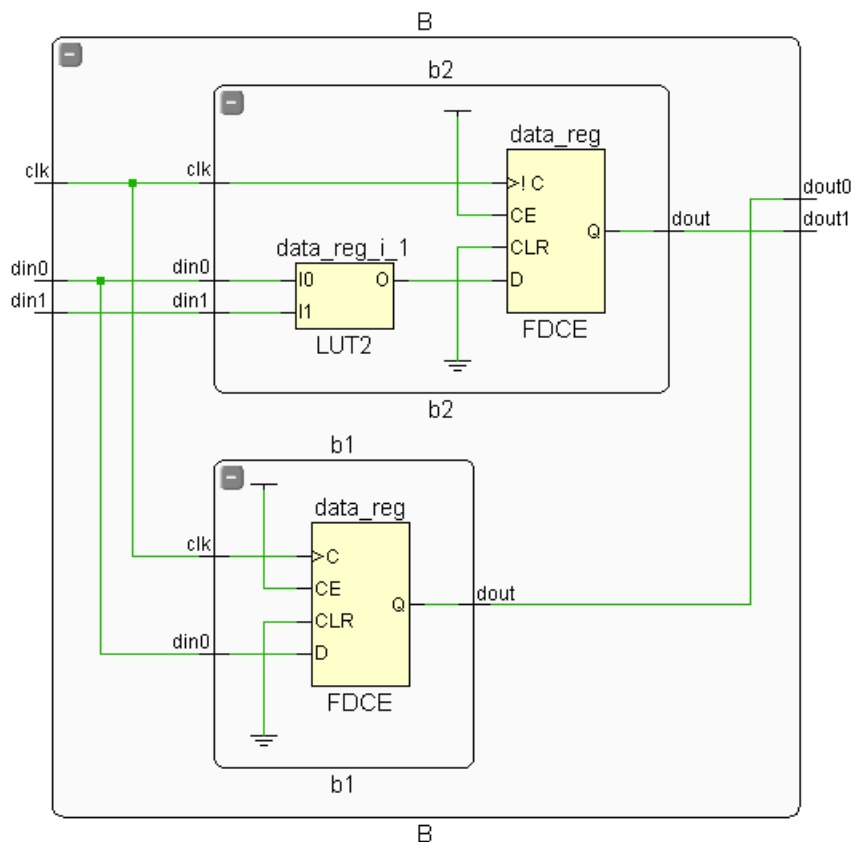 B
b2
data_reg
clk
clk
! C
dout0
CE
dout
dout1
Q
data_reg_i_1
CLR
din0
din0
I0
O
D
din1
din1
I1
FDCE
LUT2
b2
b1
data_reg
clk
C
CE
dout
Q
CLR
din0
D
FDCE
b1
B